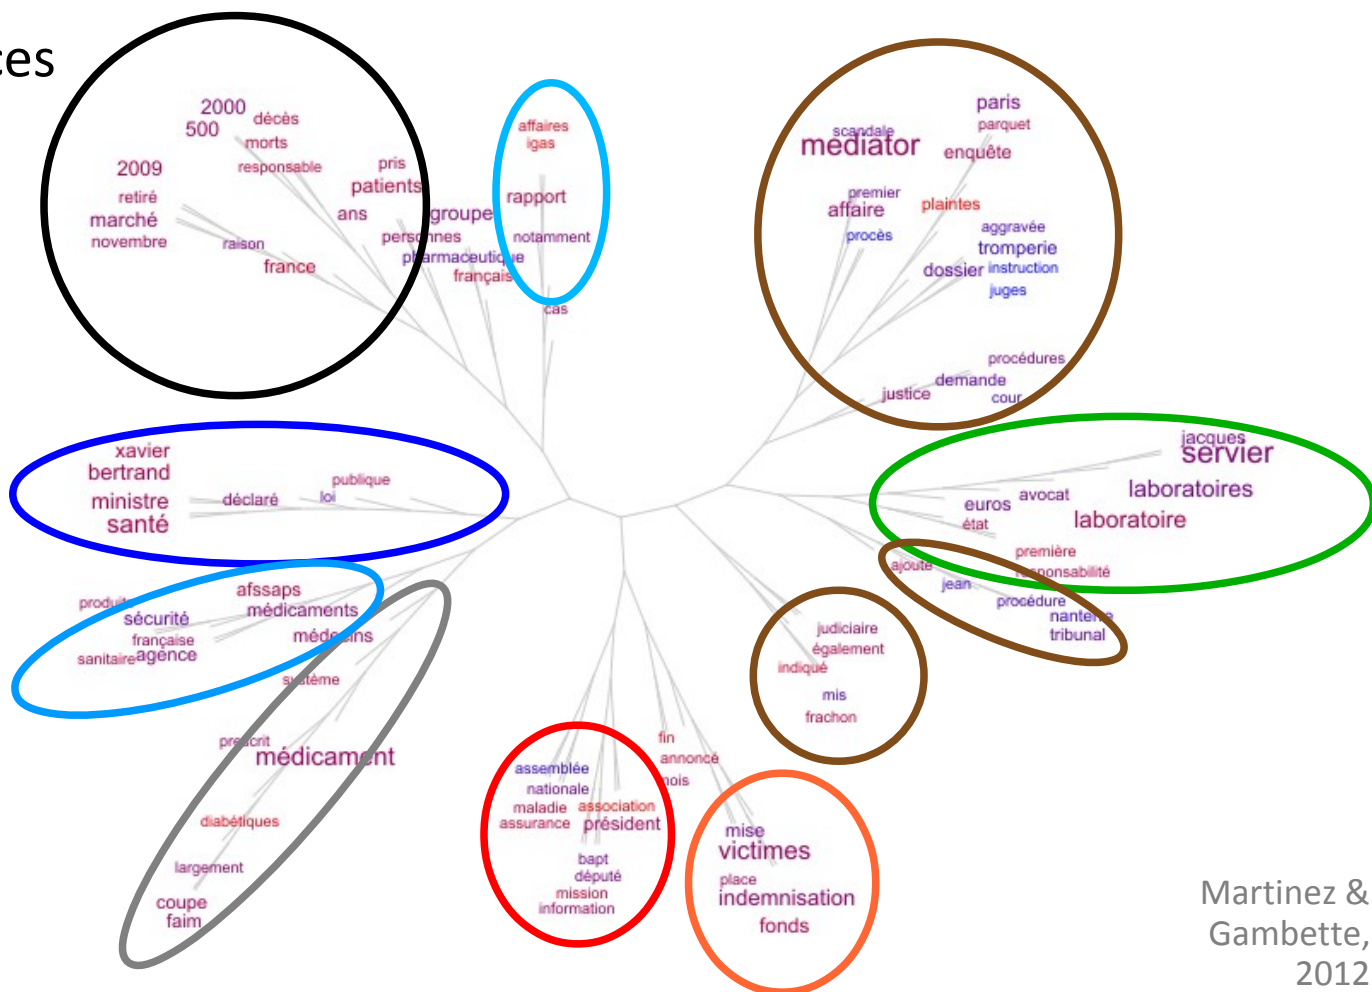 ces
2000
décès
500
morts
2009
responsable
retiré
marché
novembre
raison
france
pris
patients
ans
personnes
groupe
pharmaceutique
français
affaires
igas
rapport
notamment
cas
scandale
mediator
paris
parquet
enquête
premier
affaire
procès
plaintes
aggravée
tromperie
dossier
instruction
juges
procédures
demande
justice
cour
xavier
bertrand
ministre
santé
déclaré
loi
publique
jacques
servier
laboratoires
euros
avocat
état
laboratoire
première
responsabilité
ajoute
jean
procédure
nanterre
tribunal
produits
afssaps
sécurité
médicaments
française
sanitaire
agence
médecins
système
prescrit
médicament
diabétiques
largement
coupe
faim
judiciaire
également
indiqué
mis
frachon
fin
annoncé
mois
assemblée
nationale
maladie
association
assurance
président
bapt
député
mission
information
mise
victimes
place
indemnisation
fonds
Martinez &
Gambette,
2012